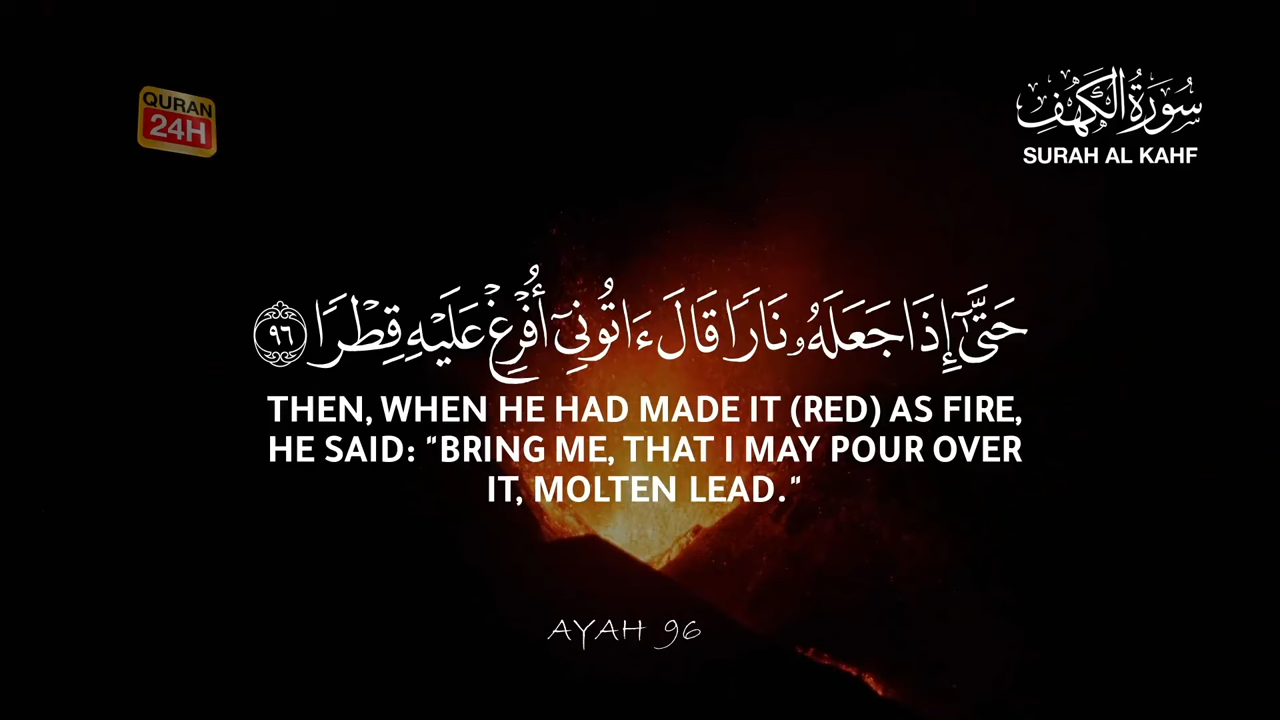 QURAN
24H
سُورَةُ الكَهْفِ
SURAH AL KAHF
حَتَّىٰٓ إِذَا جَعَلَهُۥ نَارًا قَالَ ءَاتُونِىٓ أُفْرِغْ عَلَيْهِ قِطْرًا ٩٦
THEN, WHEN HE HAD MADE IT (RED) AS FIRE,
HE SAID: "BRING ME, THAT I MAY POUR OVER
IT, MOLTEN LEAD."
AYAH 96